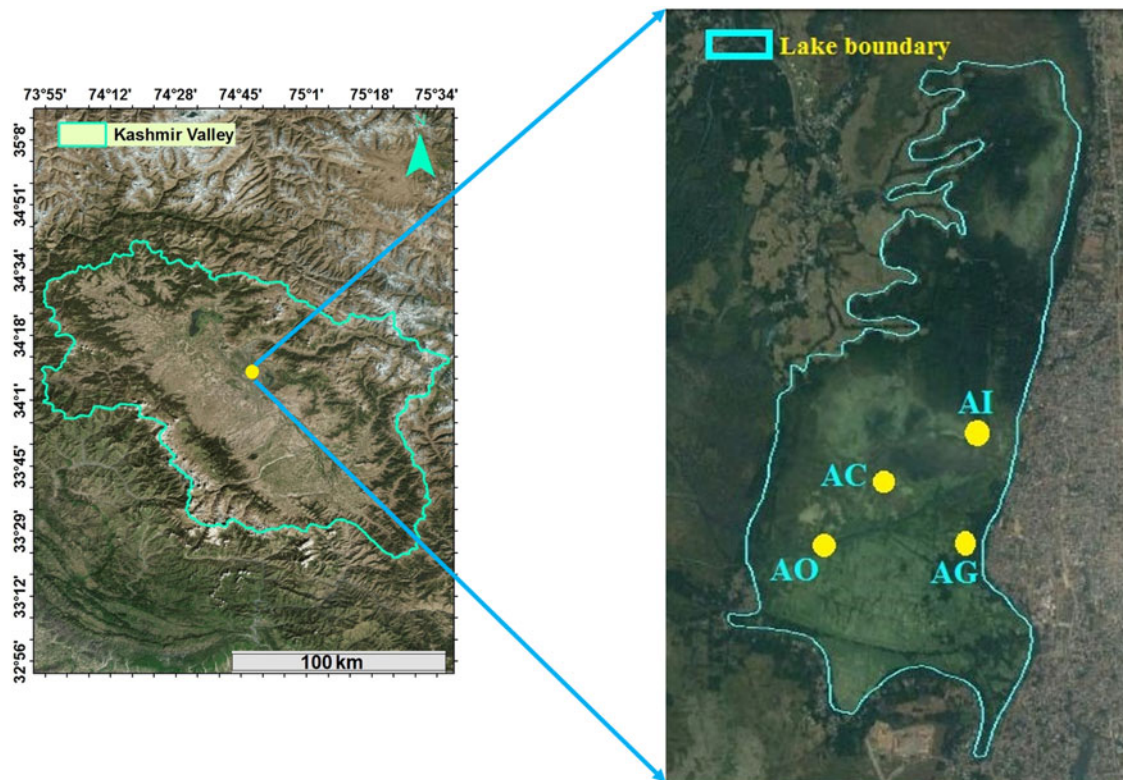 73°55' 74°12' 74°28' 74°45' 75°1' 75°18' 75°34'
Kashmir Valley
N
35°8'
34°51'
34°34'
34°18'
34°1'
33°45'
33°29'
33°12'
32°56'
100 km
Lake boundary
AI
AC
AO
AG